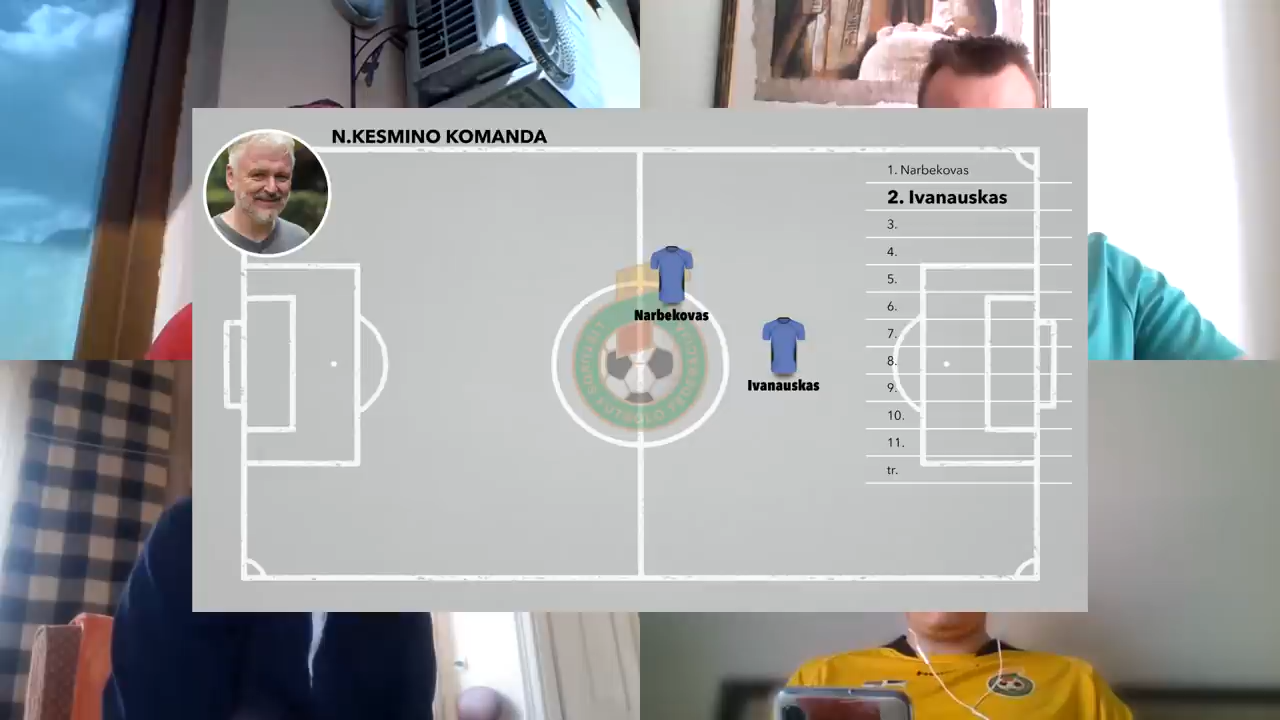 N.KESMINO KOMANDA
1. Narbekovas
2. Ivanauskas
3.
4.
5.
6.
7.
8.
9.
10.
11.
tr.
Narbekovas
Ivanauskas